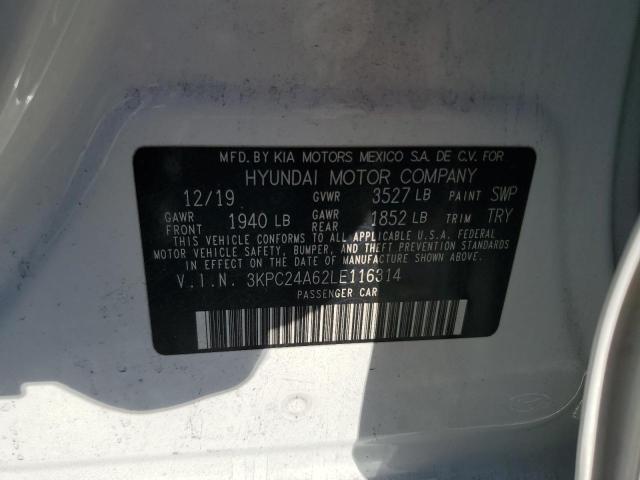 MFD. BY KIA MOTORS MEXICO S.A. DE C.V. FOR
HYUNDAI MOTOR COMPANY
12/19 GVWR 3527 LB PAINT SWP
GAWR FRONT 1940 LB GAWR REAR 1852 LB TRIM TRY
THIS VEHICLE CONFORMS TO ALL APPLICABLE U.S.A. FEDERAL
MOTOR VEHICLE SAFETY, BUMPER, AND THEFT PREVENTION STANDARDS
IN EFFECT ON THE DATE OF MANUFACTURE SHOWN ABOVE.
V.I.N. 3KPC24A62LE116314
PASSENGER CAR